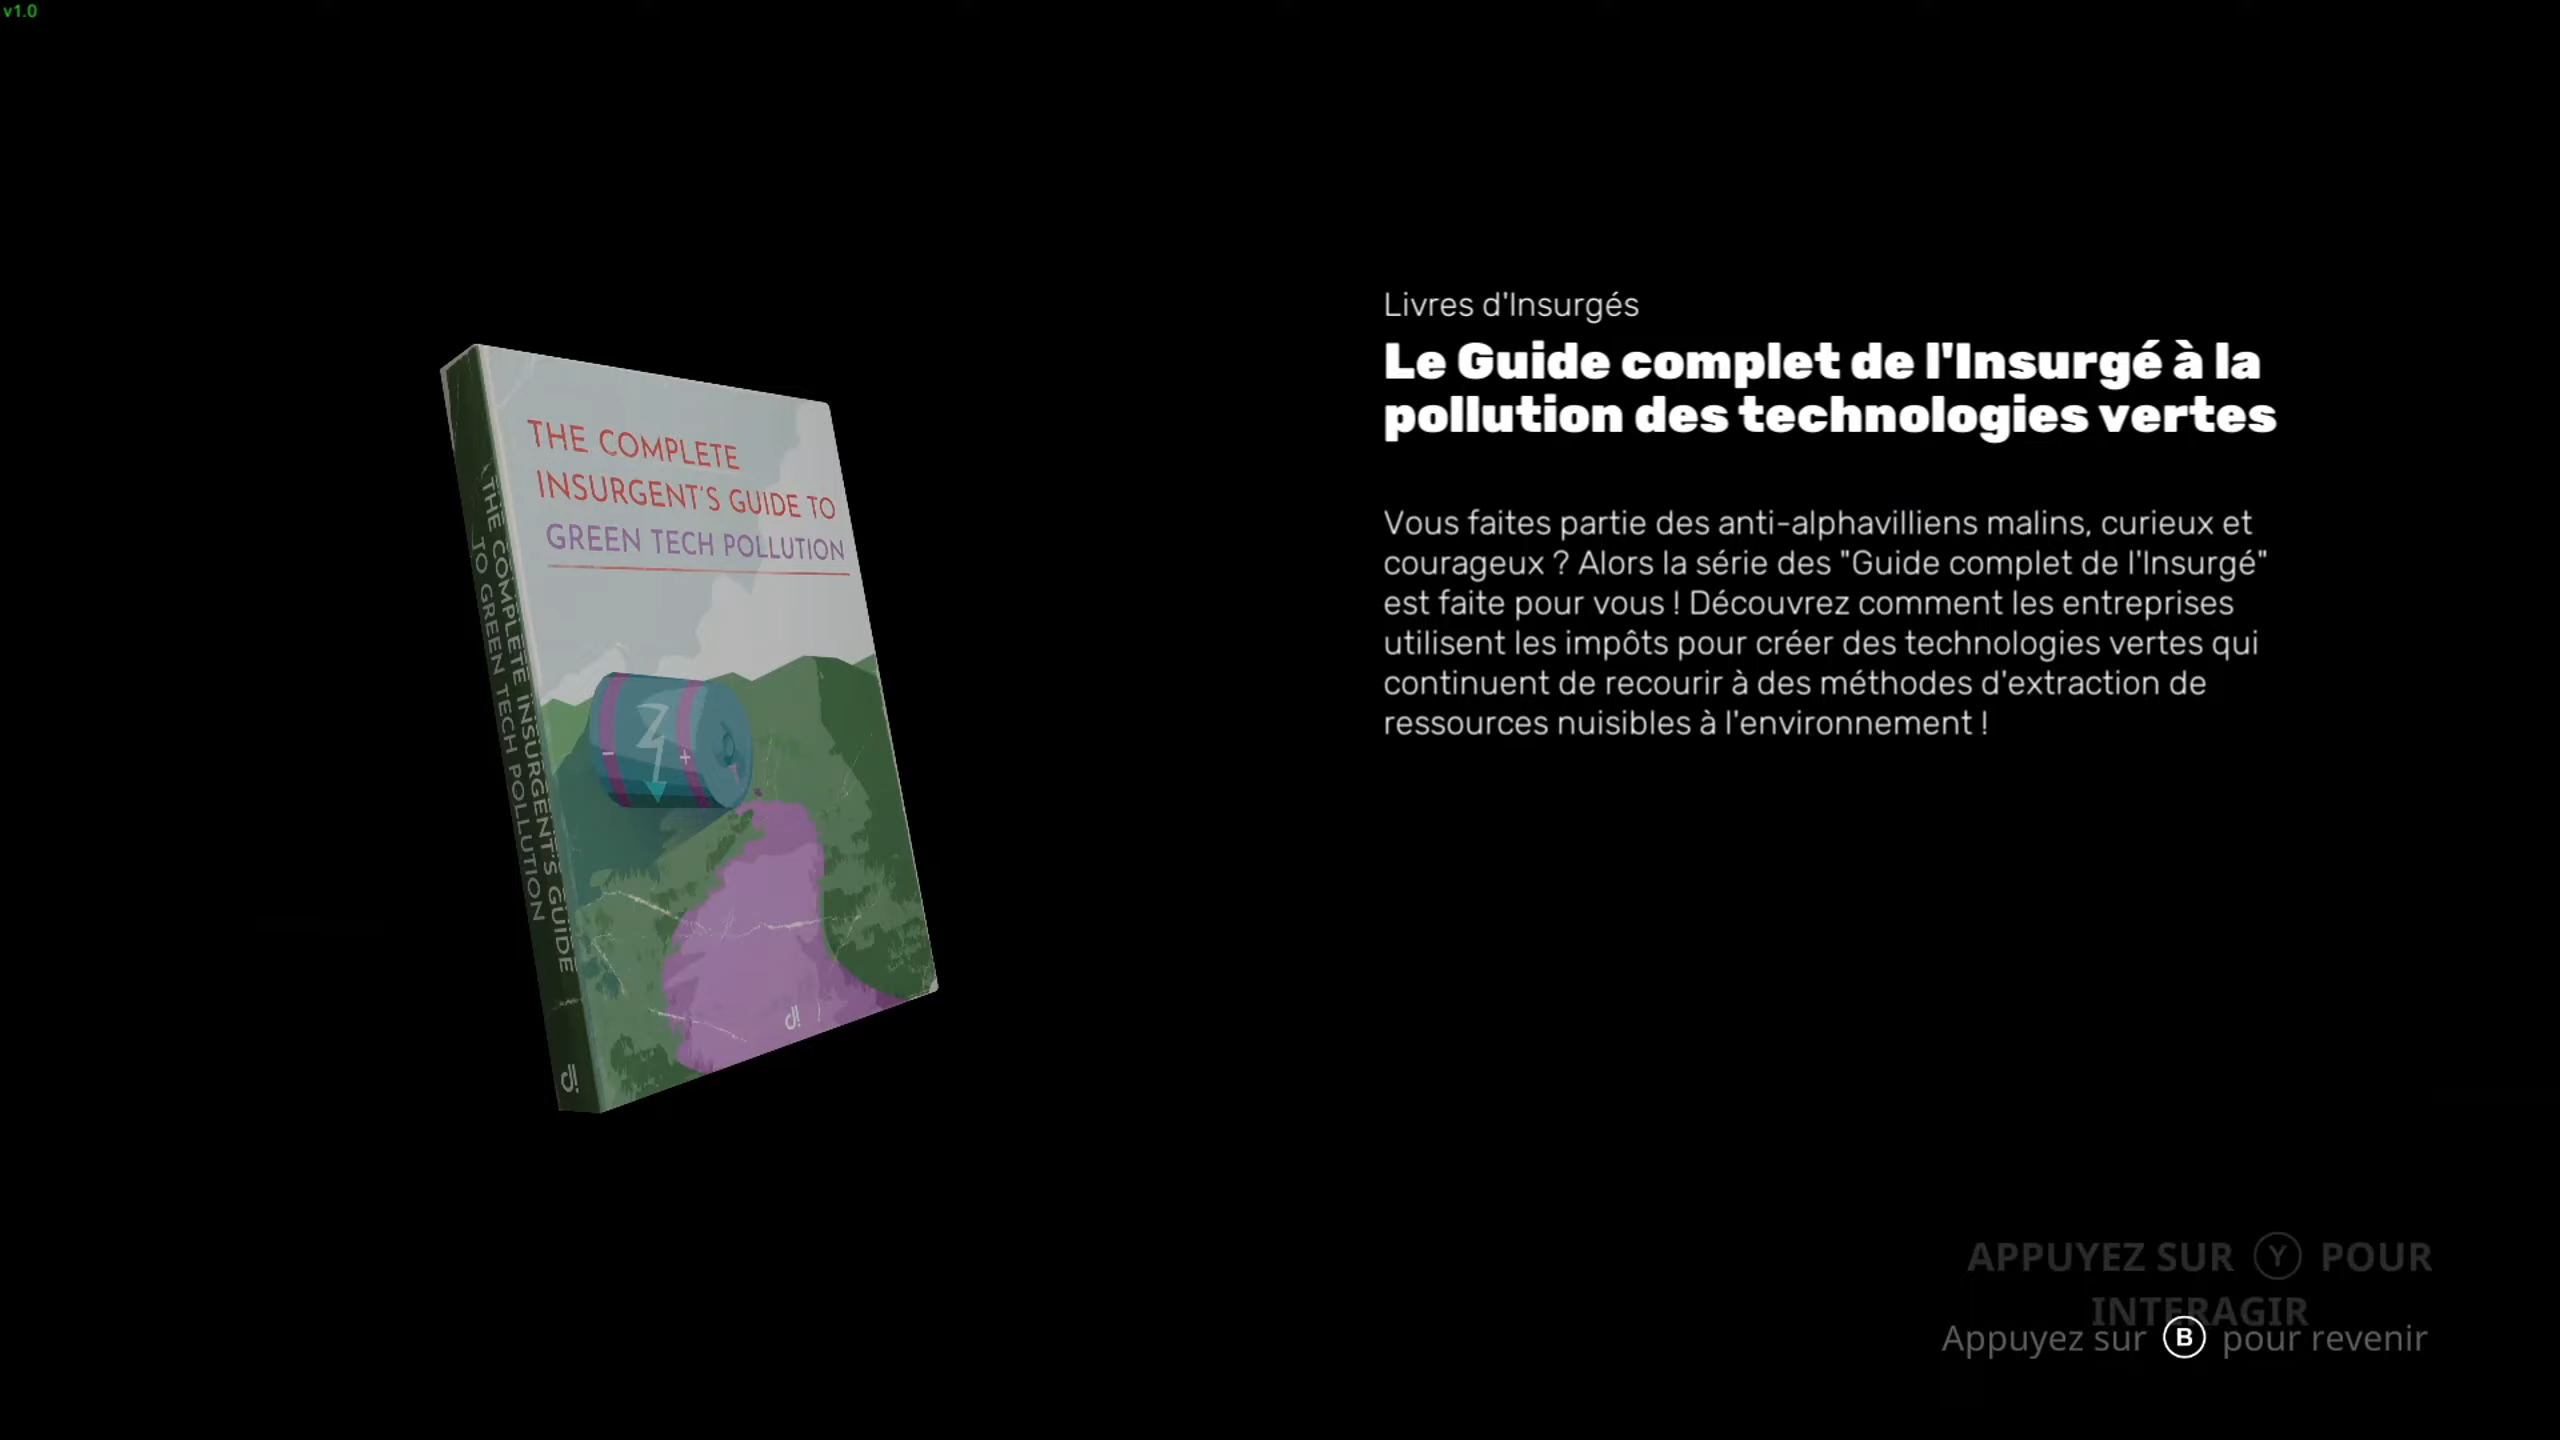 v1.0
THE COMPLETE
INSURGENT'S GUIDE TO
GREEN TECH POLLUTION
THE COMPLETE INSURGENT'S GUIDE
TO GREEN TECH POLLUTION
- +
d!
d!
Livres d'Insurgés
Le Guide complet de l'Insurgé à la
pollution des technologies vertes
Vous faites partie des anti-alphavilliens malins, curieux et
courageux ? Alors la série des "Guide complet de l'Insurgé"
est faite pour vous ! Découvrez comment les entreprises
utilisent les impôts pour créer des technologies vertes qui
continuent de recourir à des méthodes d'extraction de
ressources nuisibles à l'environnement !
APPUYEZ SUR Y POUR
INTERAGIR
Appuyez sur B pour revenir